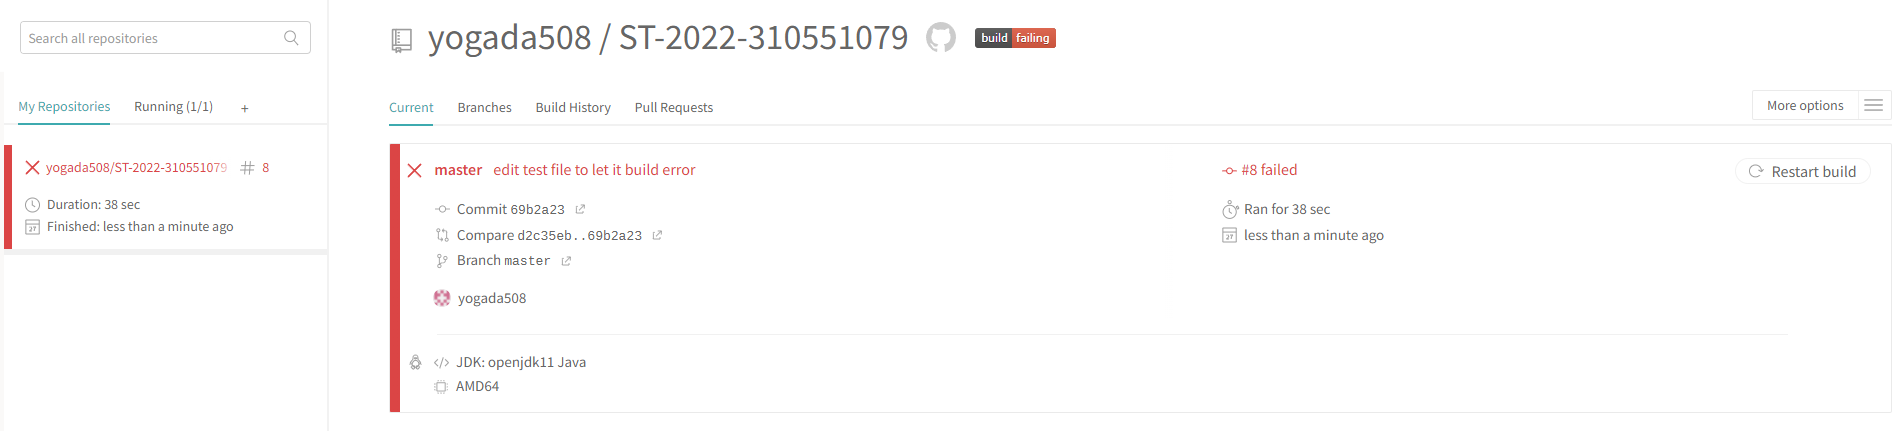 Search all repositories
My Repositories
Running (1/1)
+
yogada508/ST-2022-310551079
# 8
Duration: 38 sec
27
Finished: less than a minute ago
yogada508 / ST-2022-310551079
build failing
Current
Branches
Build History
Pull Requests
More options
master edit test file to let it build error
Commit 69b2a23
Compare d2c35eb..69b2a23
Branch master
yogada508
#8 failed
Ran for 38 sec
27
less than a minute ago
Restart build
</> JDK: openjdk11 Java
AMD64